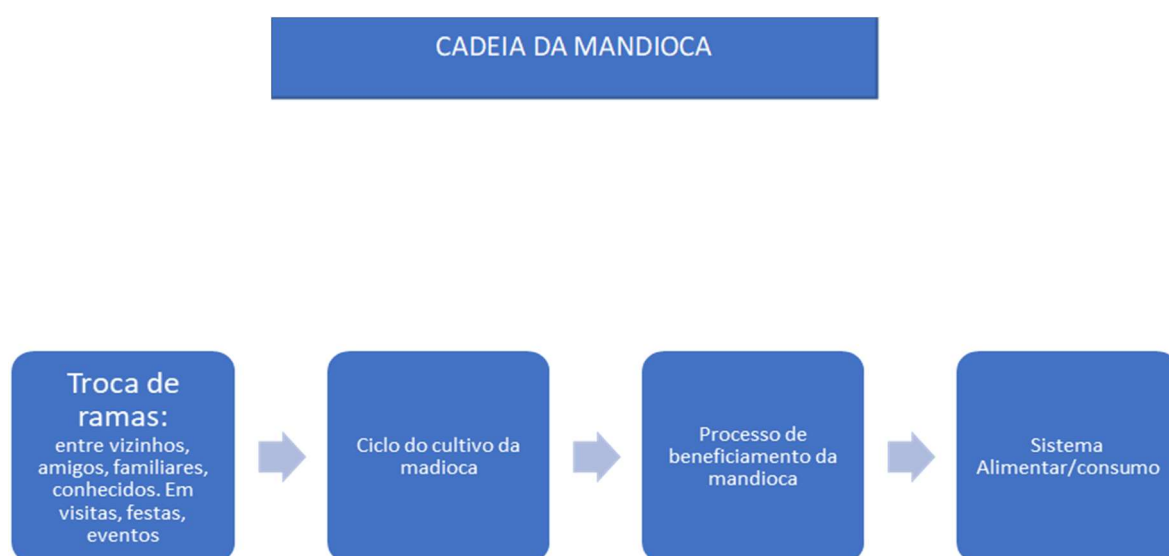 CADEIA DA MANDIOCA
Troca de
ramas:
entre vizinhos,
amigos, familiares,
conhecidos. Em
visitas, festas,
eventos
Ciclo do cultivo da
madioca
Processo de
beneficiamento da
mandioca
Sistema
Alimentar/consumo